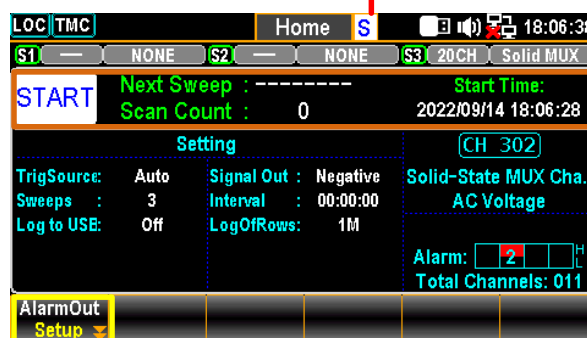 LOC TMC Home S 18:06:38
S1 — NONE S2 — NONE S3 20CH Solid MUX
START Next Sweep : -------- Start Time:
Scan Count : 0 2022/09/14 18:06:28
Setting CH 302
TrigSource: Auto Signal Out : Negative Solid-State MUX Cha.
Sweeps : 3 Interval : 00:00:00 AC Voltage
Log to USB: Off LogOfRows: 1M
Alarm: 2 H L
Total Channels: 011
AlarmOut
Setup